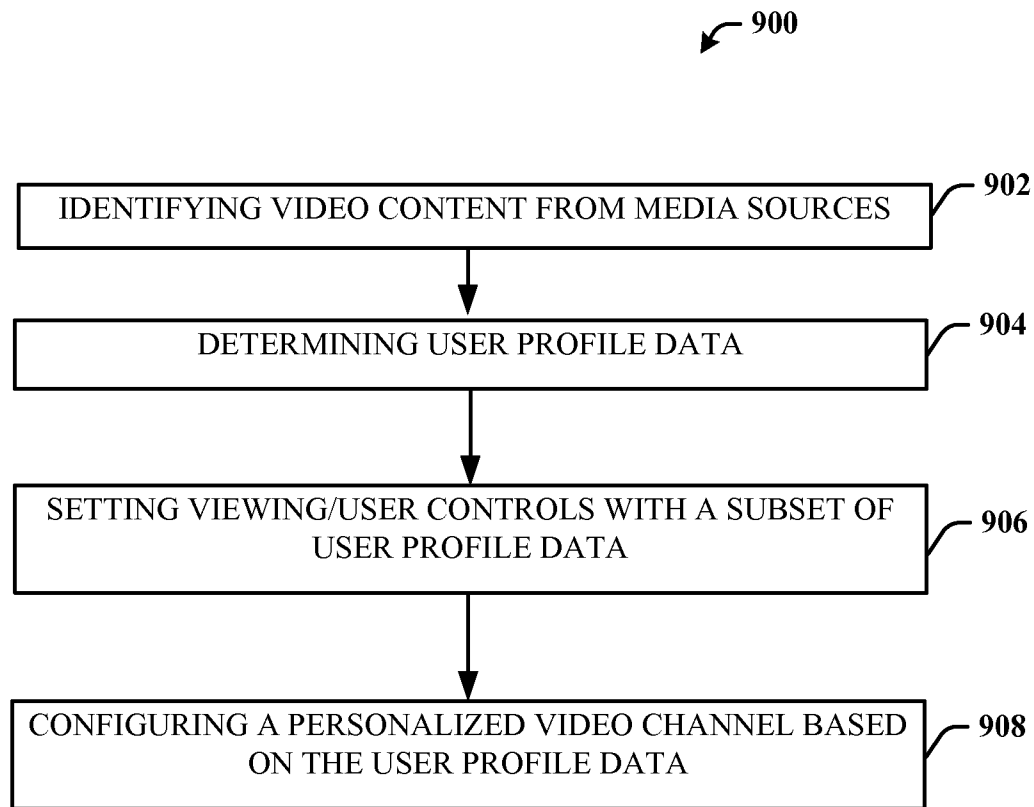 900
IDENTIFYING VIDEO CONTENT FROM MEDIA SOURCES
902
DETERMINING USER PROFILE DATA
904
SETTING VIEWING/USER CONTROLS WITH A SUBSET OF
USER PROFILE DATA
906
CONFIGURING A PERSONALIZED VIDEO CHANNEL BASED
ON THE USER PROFILE DATA
908